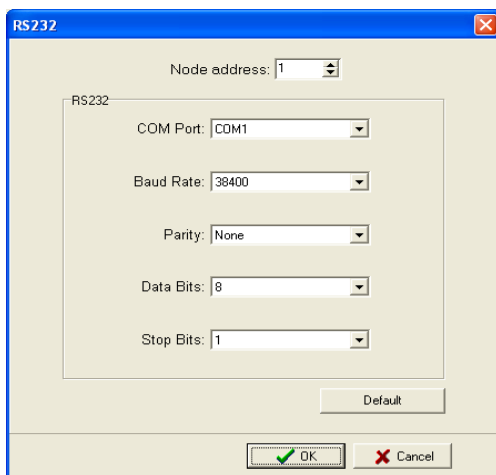 RS232
Node address: 1
RS232
COM Port: COM1
Baud Rate: 38400
Parity: None
Data Bits: 8
Stop Bits: 1
Default
OK Cancel